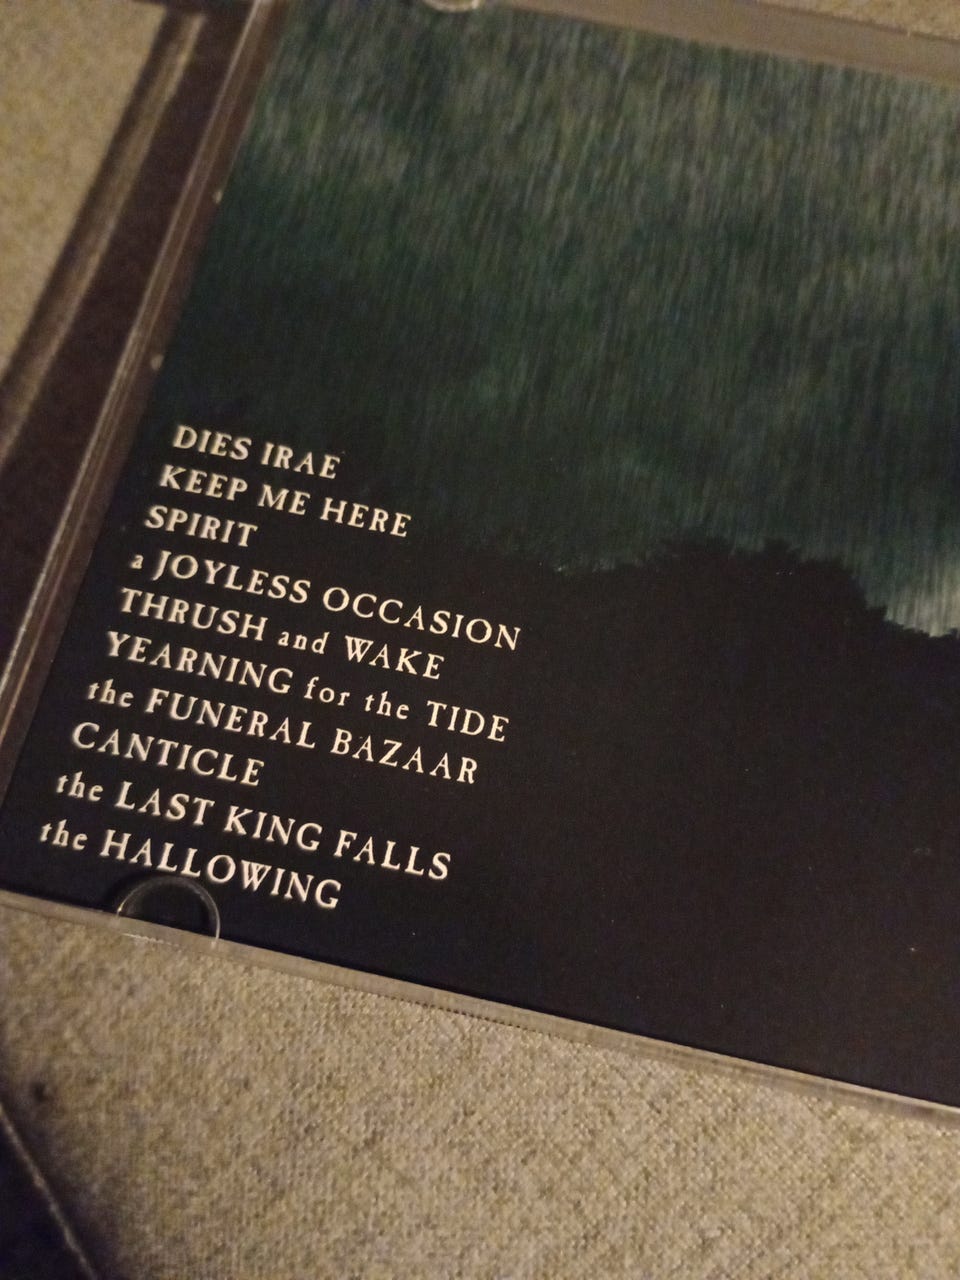 DIES IRAE
KEEP ME HERE
SPIRIT
a JOYLESS OCCASION
THRUSH and WAKE
YEARNING for the TIDE
the FUNERAL BAZAAR
CANTICLE
the LAST KING FALLS
the HALLOWING